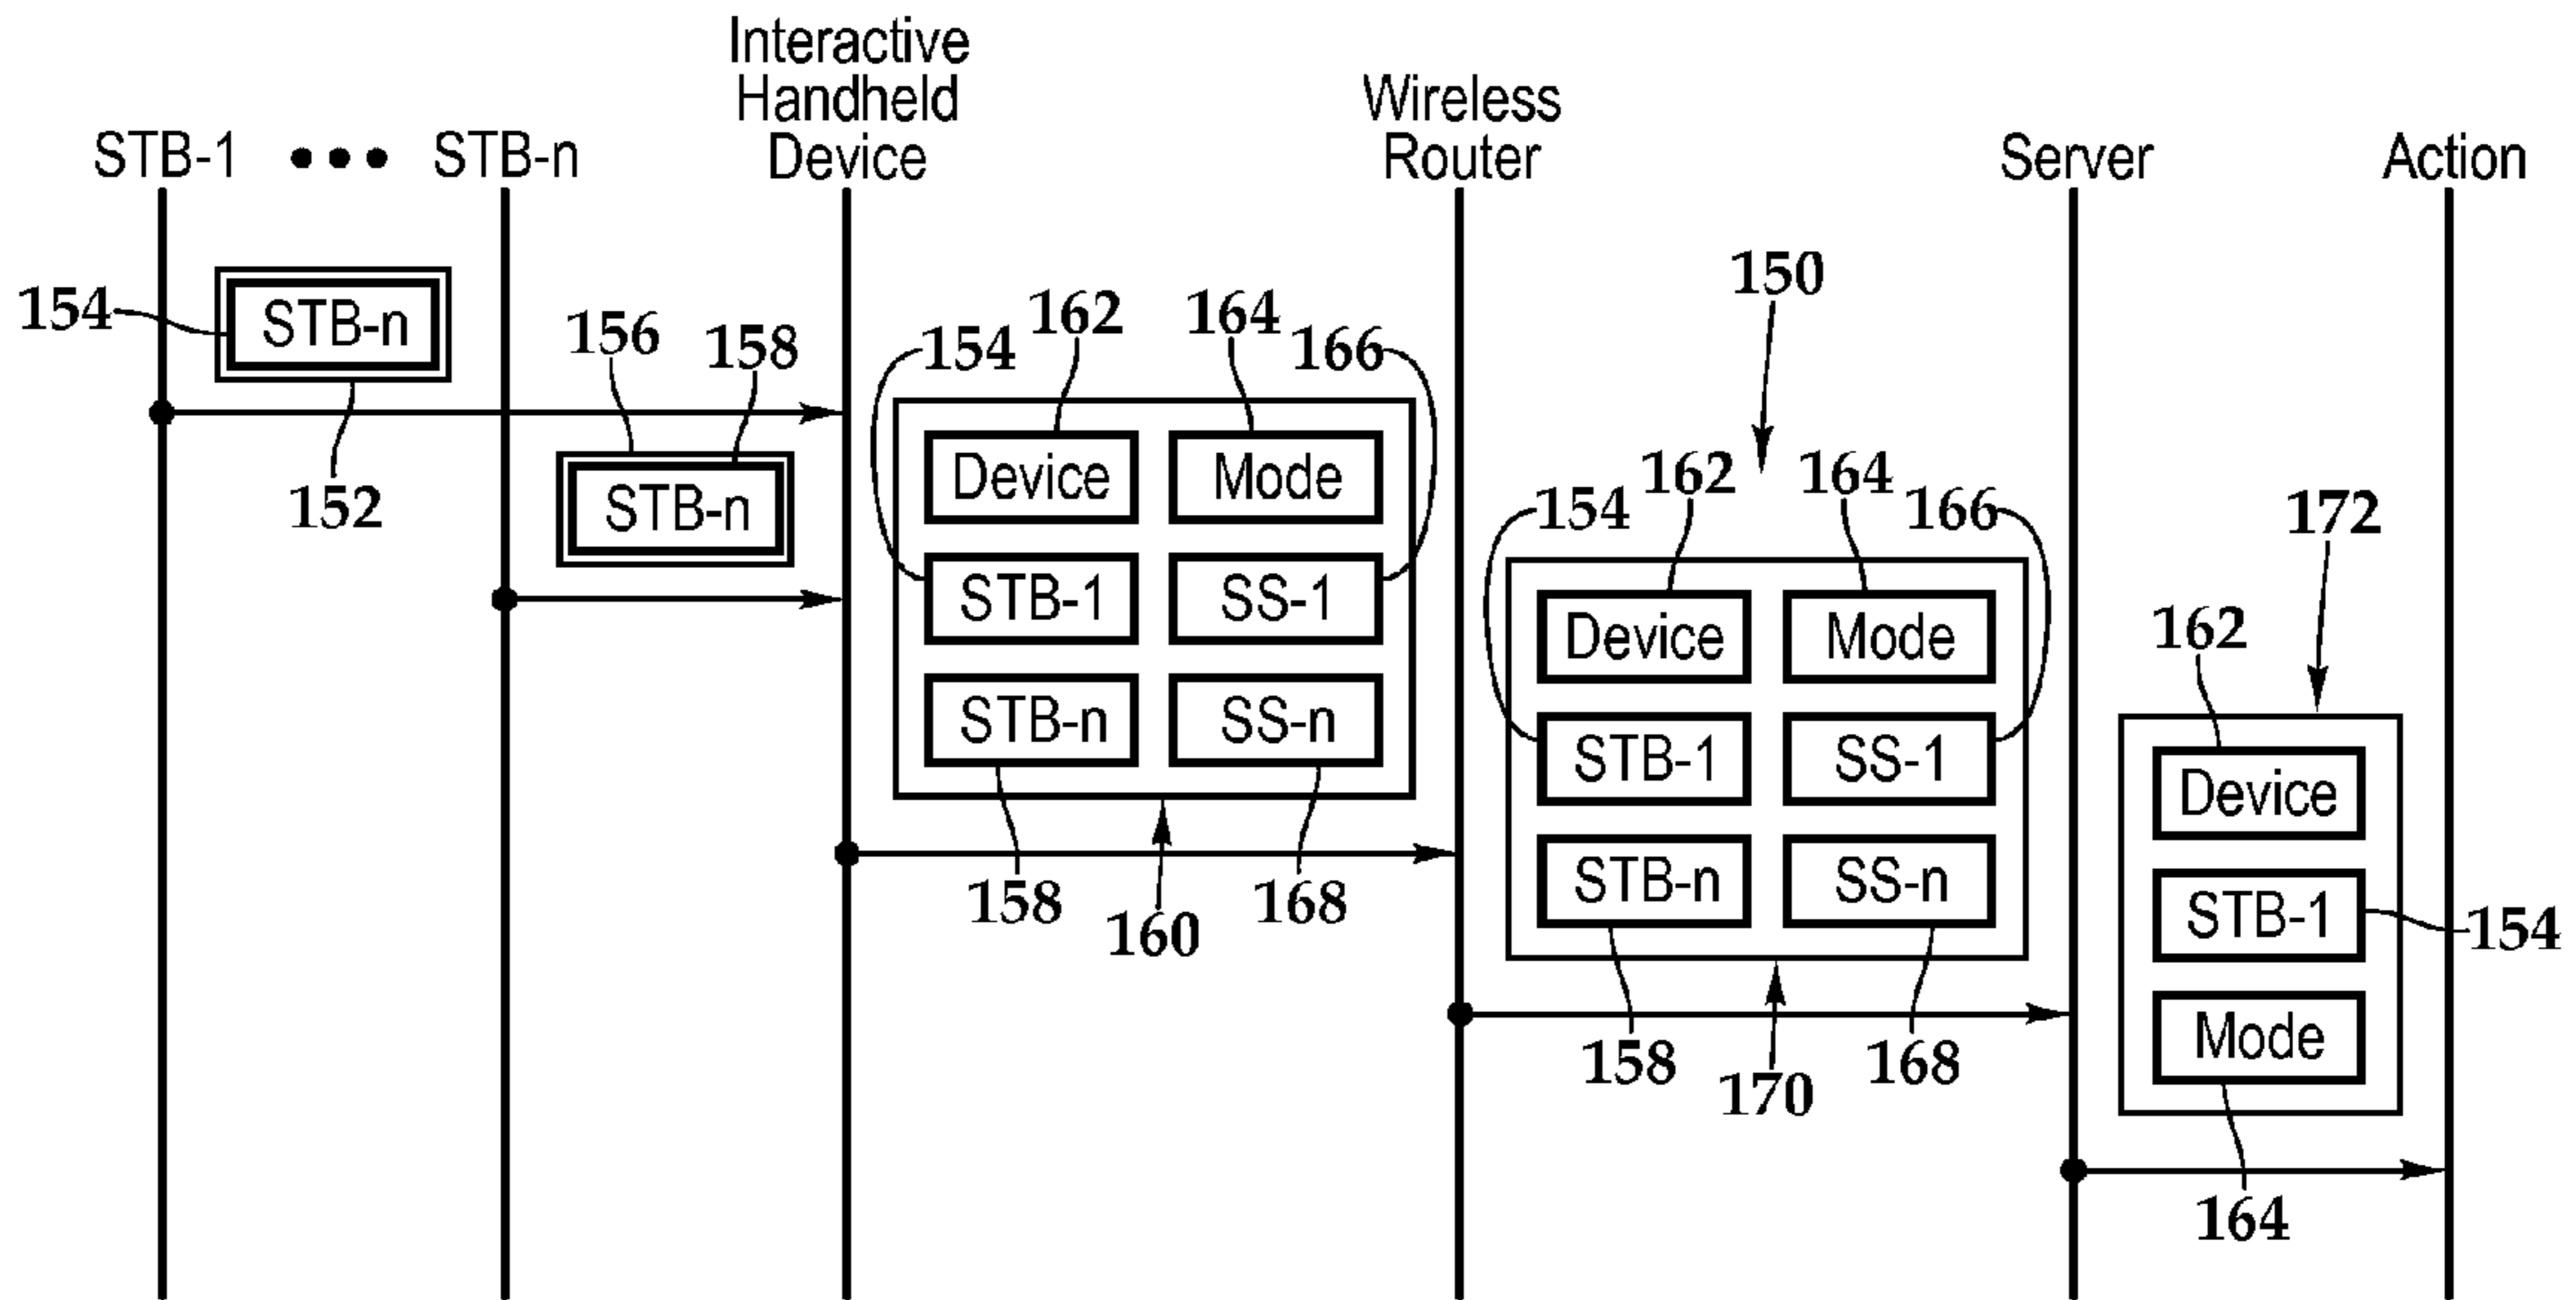 Interactive
Handheld
Device
Wireless
Router
STB-1 ••• STB-n
Server
Action
154
STB-n
152
156
158
STB-n
154
162
164
166
Device
Mode
STB-1
SS-1
STB-n
SS-n
158
160
168
150
154
162
164
166
Device
Mode
STB-1
SS-1
STB-n
SS-n
158
170
168
172
162
Device
STB-1
154
Mode
164